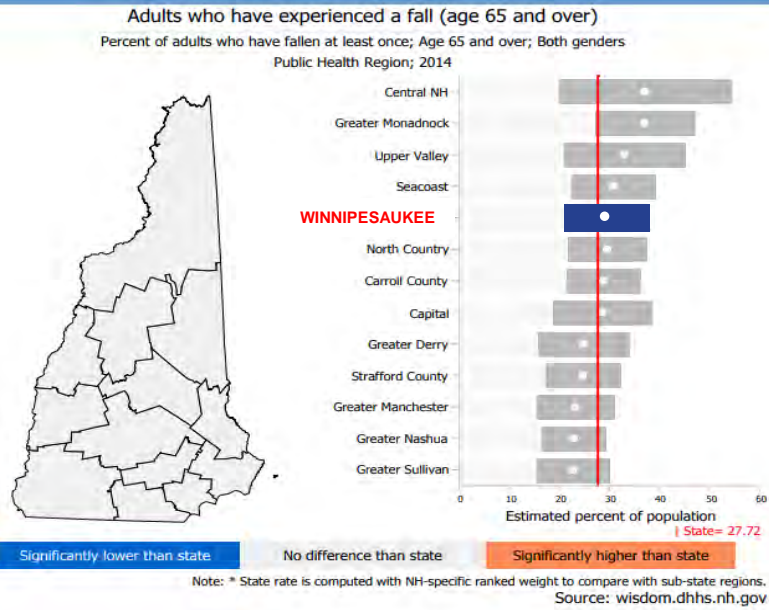 Adults who have experienced a fall (age 65 and over)
Percent of adults who have fallen at least once; Age 65 and over; Both genders
Public Health Region; 2014
Central NH
Greater Monadnock
Upper Valley
Seacoast
WINNIPESAUKEE
North Country
Carroll County
Capital
Greater Derry
Strafford County
Greater Manchester
Greater Nashua
Greater Sullivan
0 10 20 30 40 50 60
Estimated percent of population
| State= 27.72
Significantly lower than state No difference than state Significantly higher than state
Note: * State rate is computed with NH-specific ranked weight to compare with sub-state regions.
Source: wisdom.dhhs.nh.gov